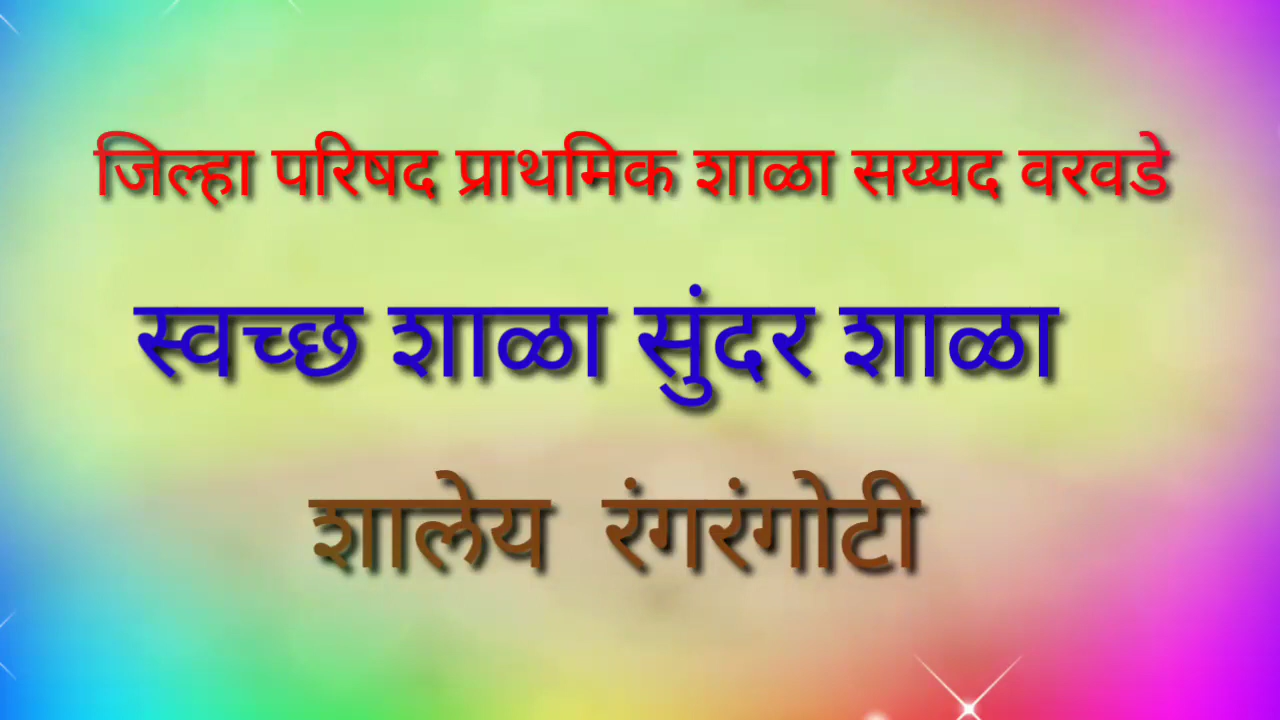 जिल्हा परिषद प्राथमिक शाळा सय्यद वरवडे
स्वच्छ शाळा सुंदर शाळा
शालेय रंगरंगोटी